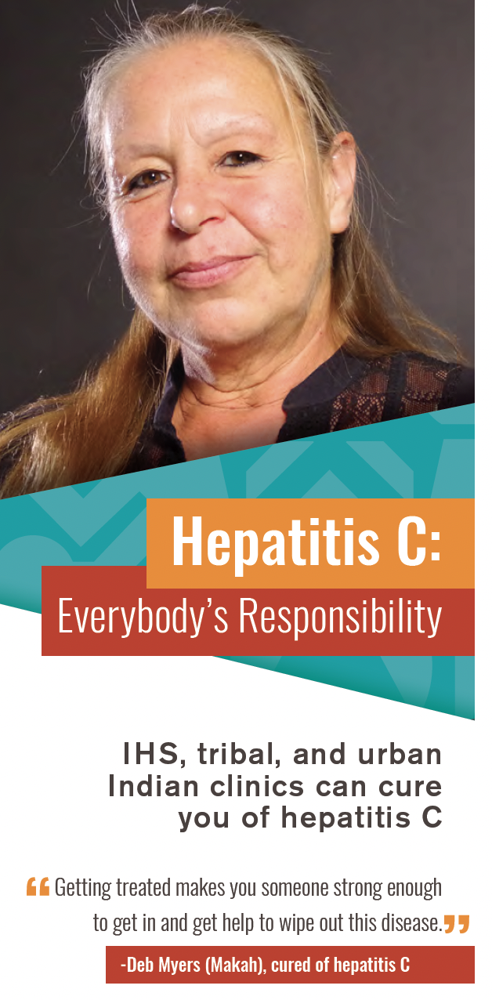 Hepatitis C:
Everybody’s Responsibility
IHS, tribal, and urban
Indian clinics can cure
you of hepatitis C
“Getting treated makes you someone strong enough
to get in and get help to wipe out this disease.”
-Deb Myers (Makah), cured of hepatitis C